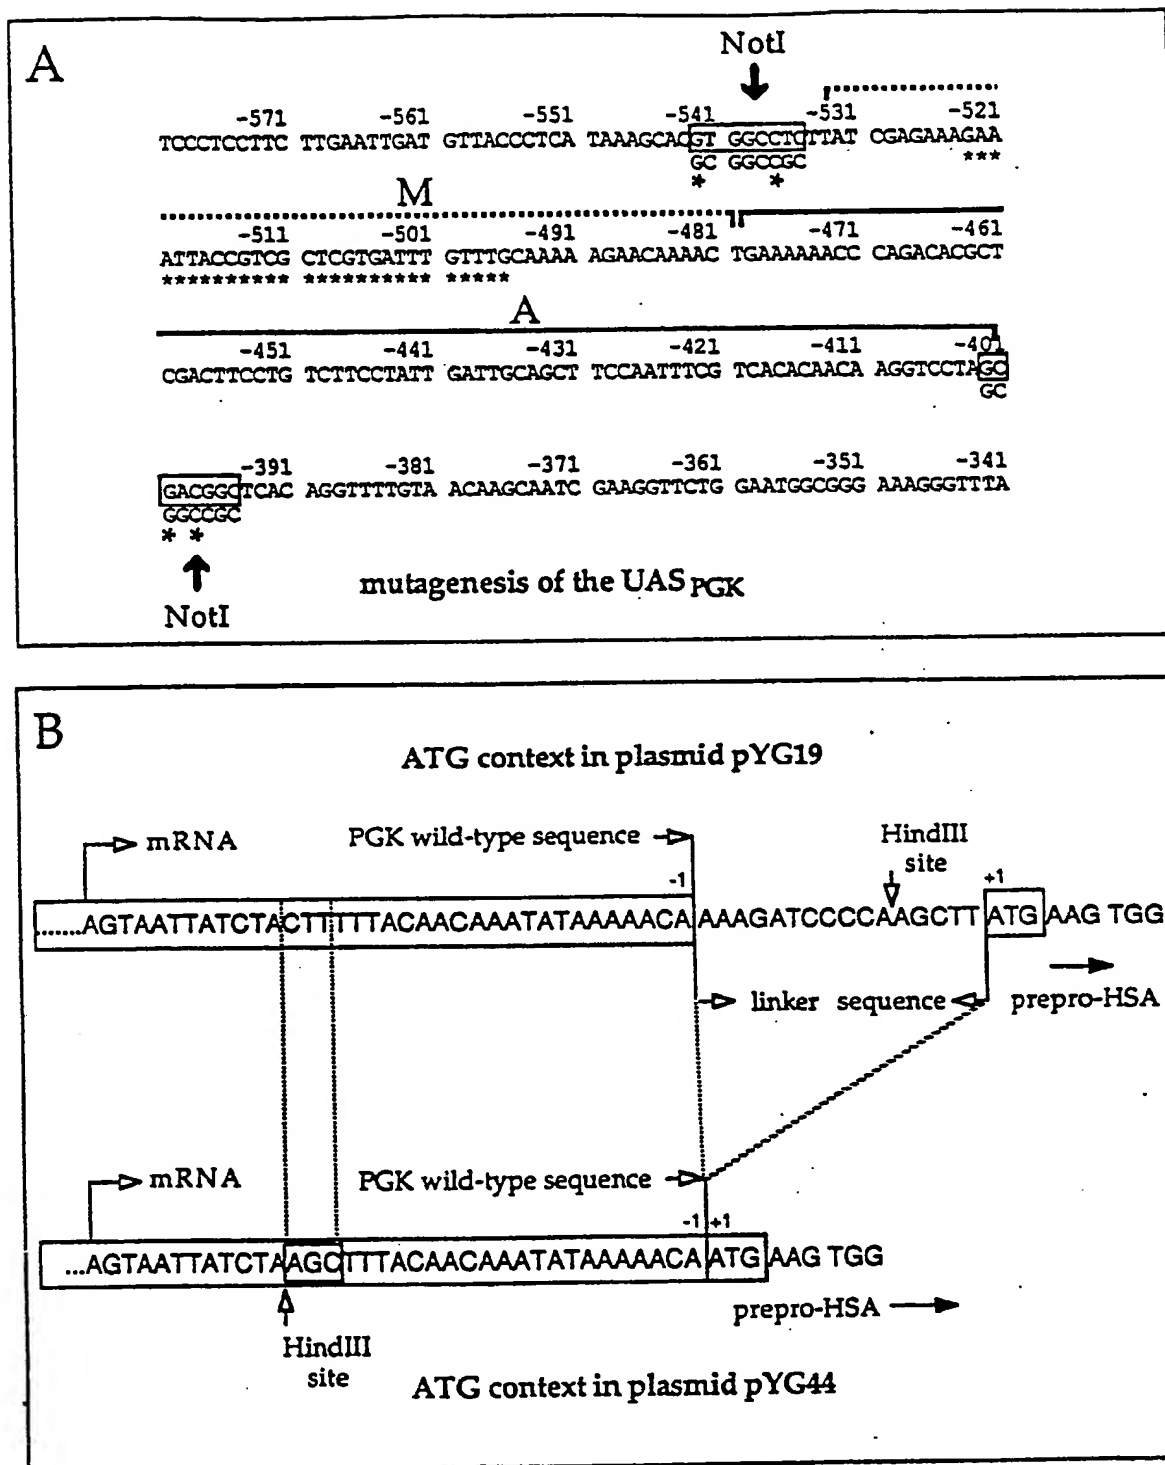 A
NotI
-571 -561 -551 -541 -531 -521
TCCCTCCTTC TTGAATTGAT GTTACCCTCA TAAAGCACGT GGCCTCTTAT CGAGAAAGAA
GC GGCCGC
* * ***
M
-511 -501 -491 -481 -471 -461
ATTACCGTCG CTCGTGATTT GTTTGCAAAA AGAACAAAAC TGAAAAAACC CAGACACGCT
********** ********** *****
A
-451 -441 -431 -421 -411 -401
CGACTTCCTG TCTTCCTATT GATTGCAGCT TCCAATTTCG TCACACAACA AGGTCCTAGC
GC
-391 -381 -371 -361 -351 -341
GACGGCTCAC AGGTTTTGTA ACAAGCAATC GAAGGTTCTG GAATGGCGGG AAAGGGTTTA
GGCCGC
* *
NotI
mutagenesis of the UAS PGK
B
ATG context in plasmid pYG19
mRNA
PGK wild-type sequence
HindIII
site
-1 +1
.......AGTAATTATCTACTTTTTACAACAAATATAAAAACA AAAGATCCCCAAGCTT ATG AAG TGG
linker sequence
prepro-HSA
mRNA
PGK wild-type sequence
-1 +1
...AGTAATTATCTAAGCTTTACAACAAATATAAAAACA ATG AAG TGG
prepro-HSA
HindIII
site
ATG context in plasmid pYG44